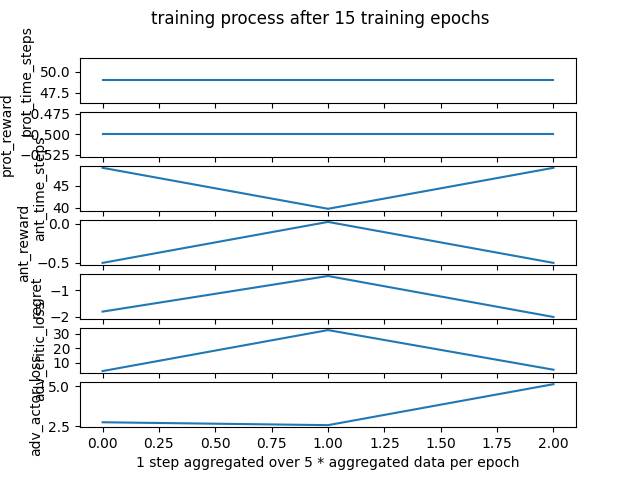 training process after 15 training epochs
prot_time_steps
50.0
47.5
prot_reward
−0.475
−0.500
−0.525
ant_time_steps
45
40
ant_reward
0.0
−0.5
regret
−1
−2
adv_critic_loss
30
20
10
adv_actor_loss
5.0
2.5
0.00 0.25 0.50 0.75 1.00 1.25 1.50 1.75 2.00
1 step aggregated over 5 * aggregated data per epoch